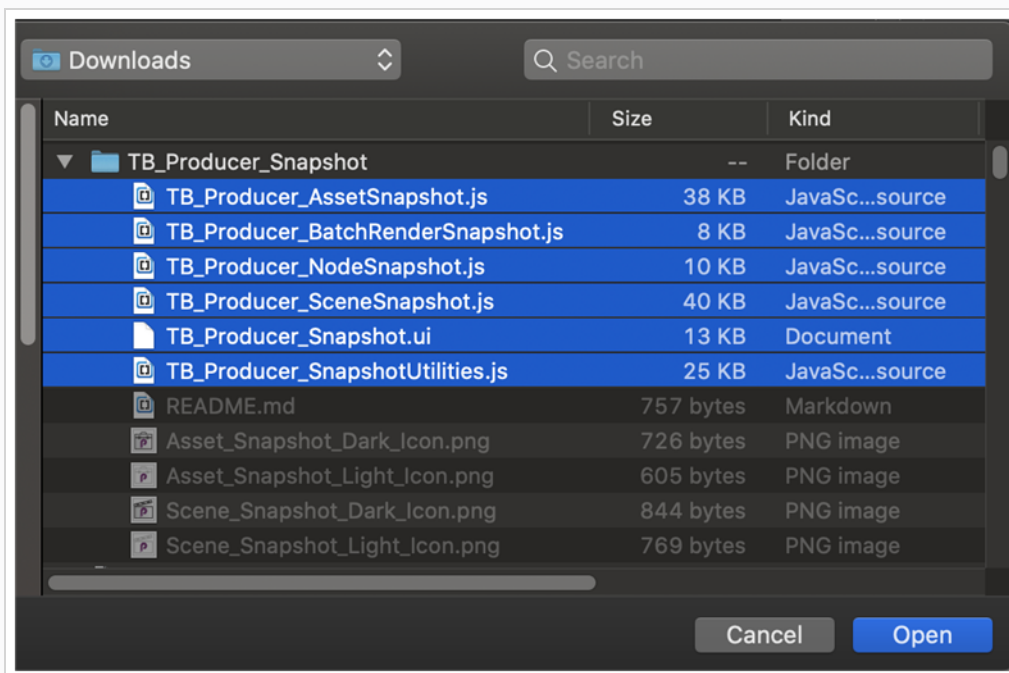 Downloads Search
Name Size Kind
TB_Producer_Snapshot -- Folder
TB_Producer_AssetSnapshot.js 38 KB JavaSc...source
TB_Producer_BatchRenderSnapshot.js 8 KB JavaSc...source
TB_Producer_NodeSnapshot.js 10 KB JavaSc...source
TB_Producer_SceneSnapshot.js 40 KB JavaSc...source
TB_Producer_Snapshot.ui 13 KB Document
TB_Producer_SnapshotUtilities.js 25 KB JavaSc...source
README.md 757 bytes Markdown
Asset_Snapshot_Dark_Icon.png 726 bytes PNG image
Asset_Snapshot_Light_Icon.png 605 bytes PNG image
Scene_Snapshot_Dark_Icon.png 844 bytes PNG image
Scene_Snapshot_Light_Icon.png 769 bytes PNG image
Cancel Open